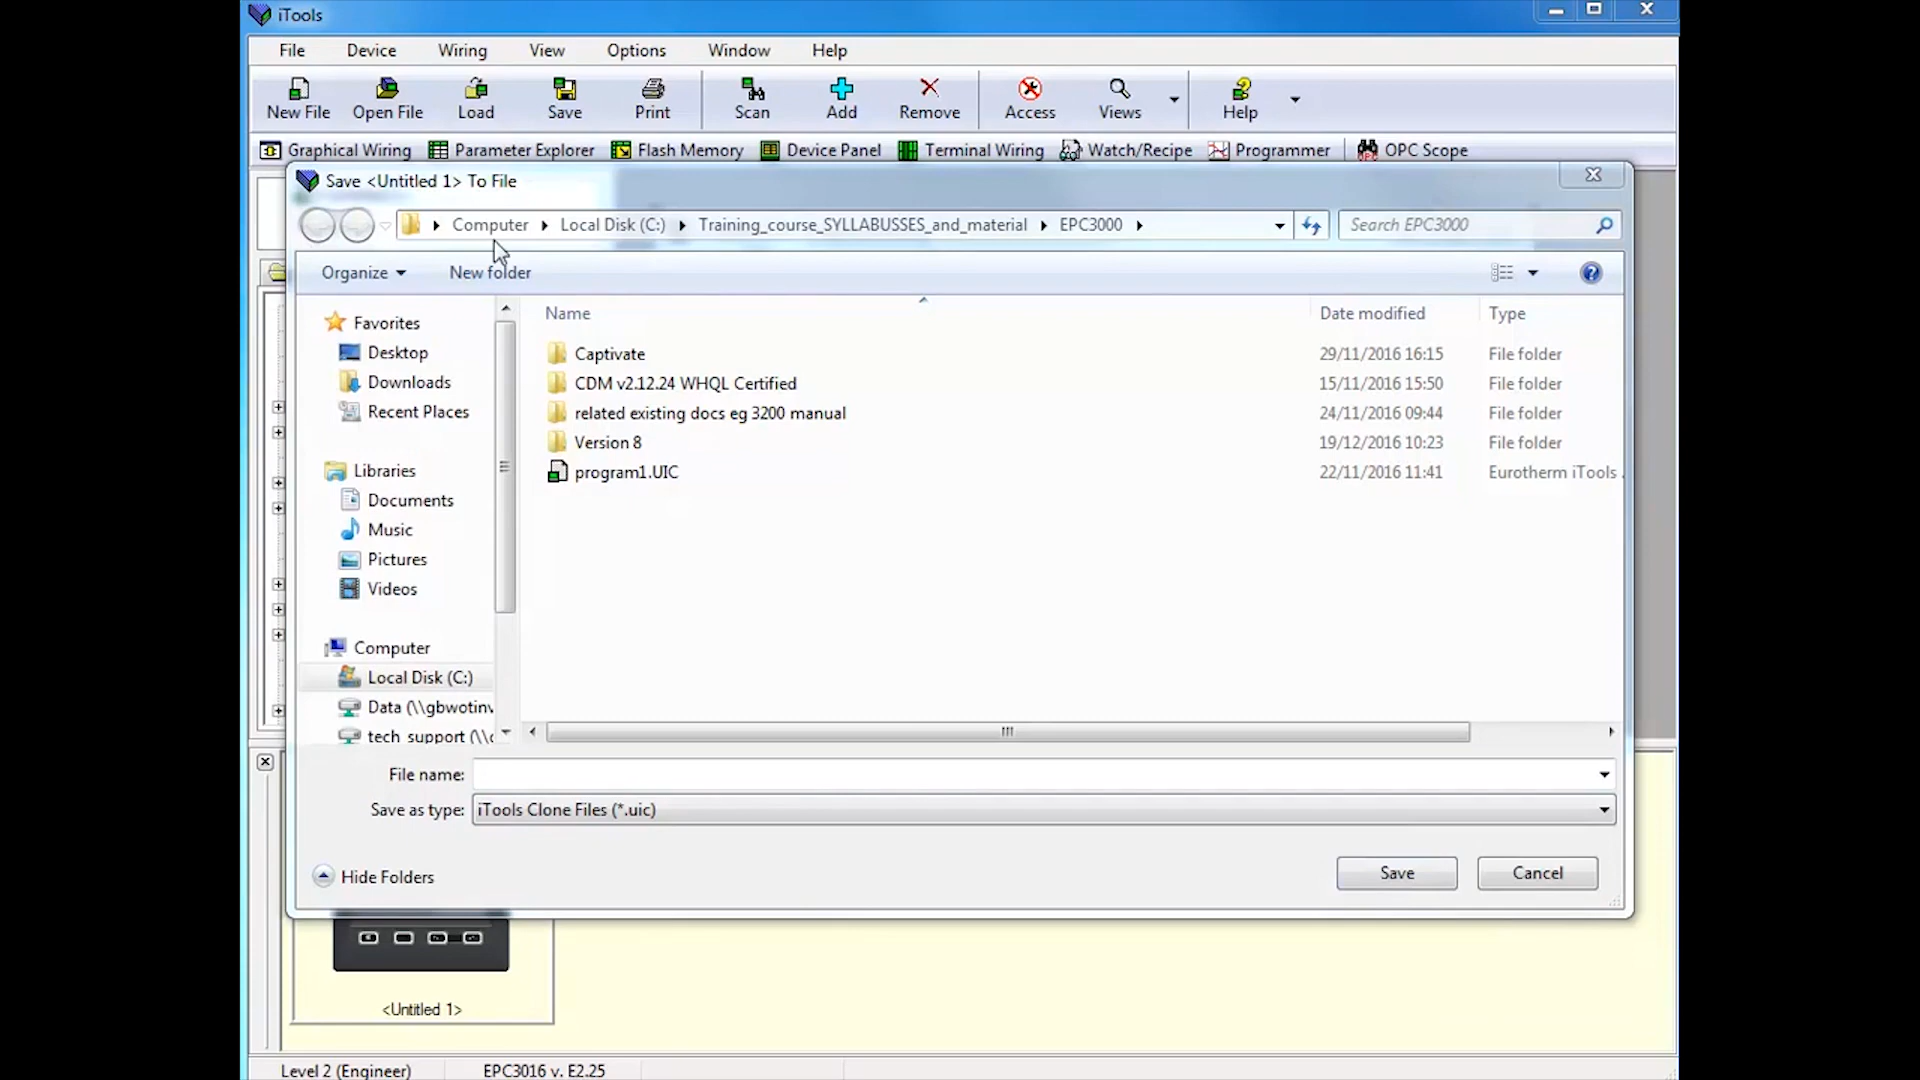 iTools
File Device Wiring View Options Window Help
New File Open File Load Save Print Scan Add Remove Access Views Help
Graphical Wiring Parameter Explorer Flash Memory Device Panel Terminal Wiring Watch/Recipe Programmer OPC Scope
Save <Untitled 1> To File
Computer Local Disk (C:) Training_course_SYLLABUSSES_and_material EPC3000 Search EPC3000
Organize New folder
Name Date modified Type
Favorites
Desktop
Downloads
Recent Places
Libraries
Documents
Music
Pictures
Videos
Computer
Local Disk (C:)
Data (\\gbwotinv
tech_support (\\
Captivate 29/11/2016 16:15 File folder
CDM v2.12.24 WHQL Certified 15/11/2016 15:50 File folder
related existing docs eg 3200 manual 24/11/2016 09:44 File folder
Version 8 19/12/2016 10:23 File folder
program1.UIC 22/11/2016 11:41 Eurotherm iTools
File name:
Save as type: iTools Clone Files (*.uic)
Hide Folders Save Cancel
<Untitled 1>
Level 2 (Engineer) EPC3016 v. E2.25